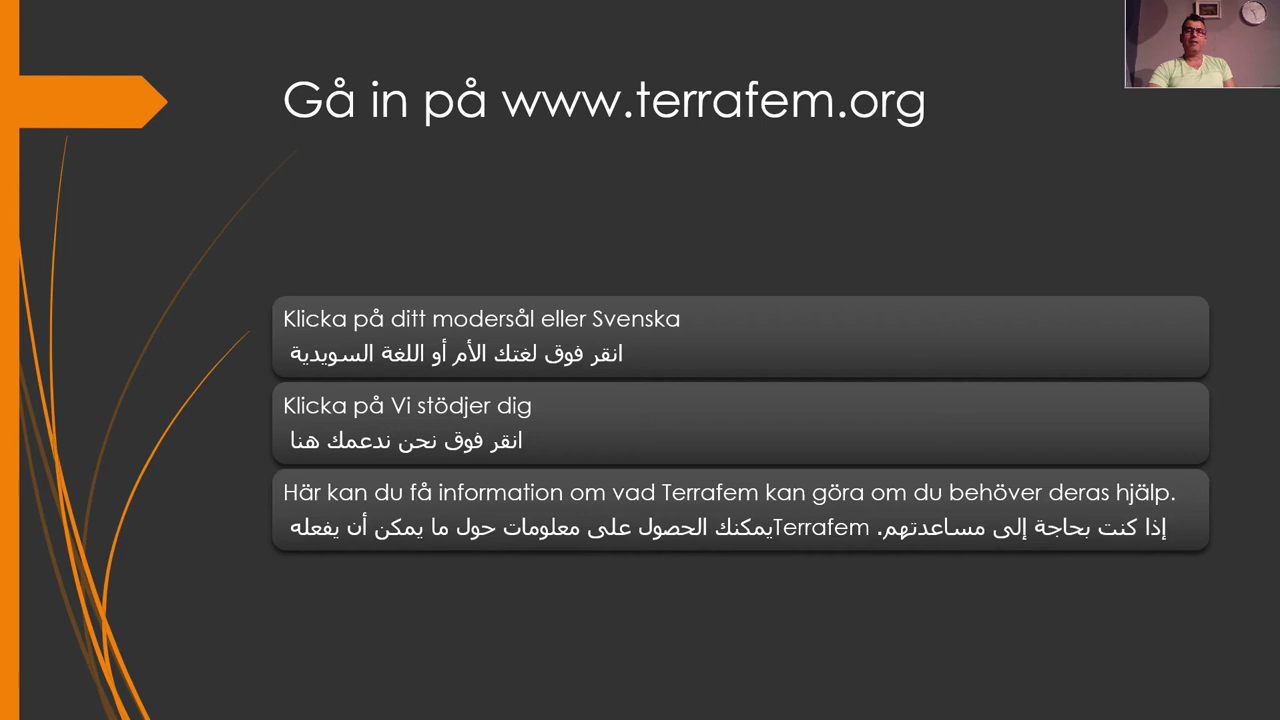 Gå in på www.terrafem.org
Klicka på ditt modersål eller Svenska
انقر فوق لغتك الأم أو اللغة السويدية
Klicka på Vi stödjer dig
انقر فوق نحن ندعمك هنا
Här kan du få information om vad Terrafem kan göra om du behöver deras hjälp.
يمكنك الحصول على معلومات حول ما يمكن أن يفعله Terrafem إذا كنت بحاجة إلى مساعدتهم.